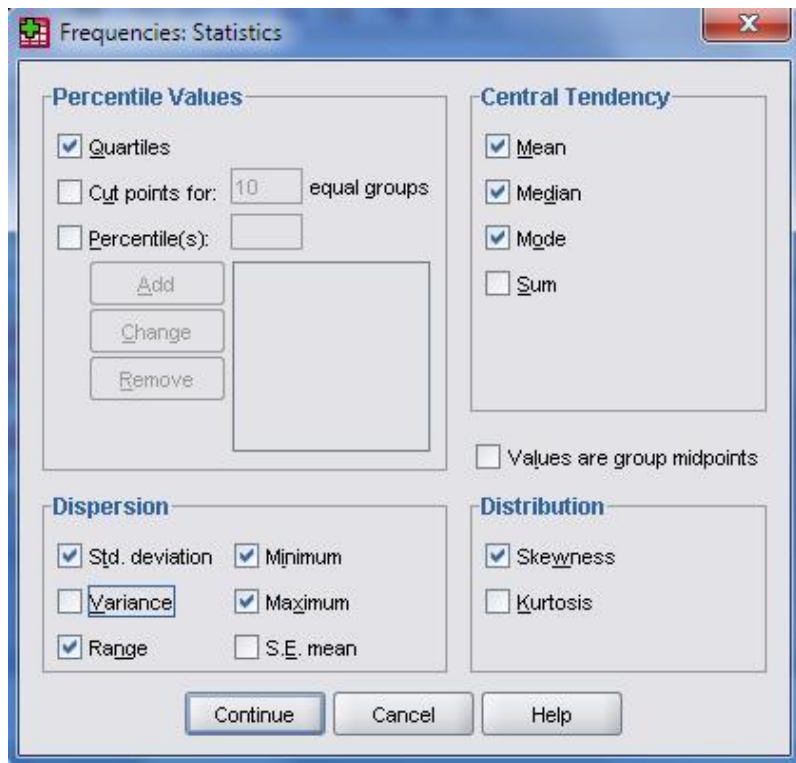 Frequencies: Statistics
Percentile Values
Quartiles
Cut points for: 10 equal groups
Percentile(s):
Add
Change
Remove
Central Tendency
Mean
Median
Mode
Sum
Values are group midpoints
Dispersion
Std. deviation Minimum
Variance Maximum
Range S.E. mean
Distribution
Skewness
Kurtosis
Continue Cancel Help